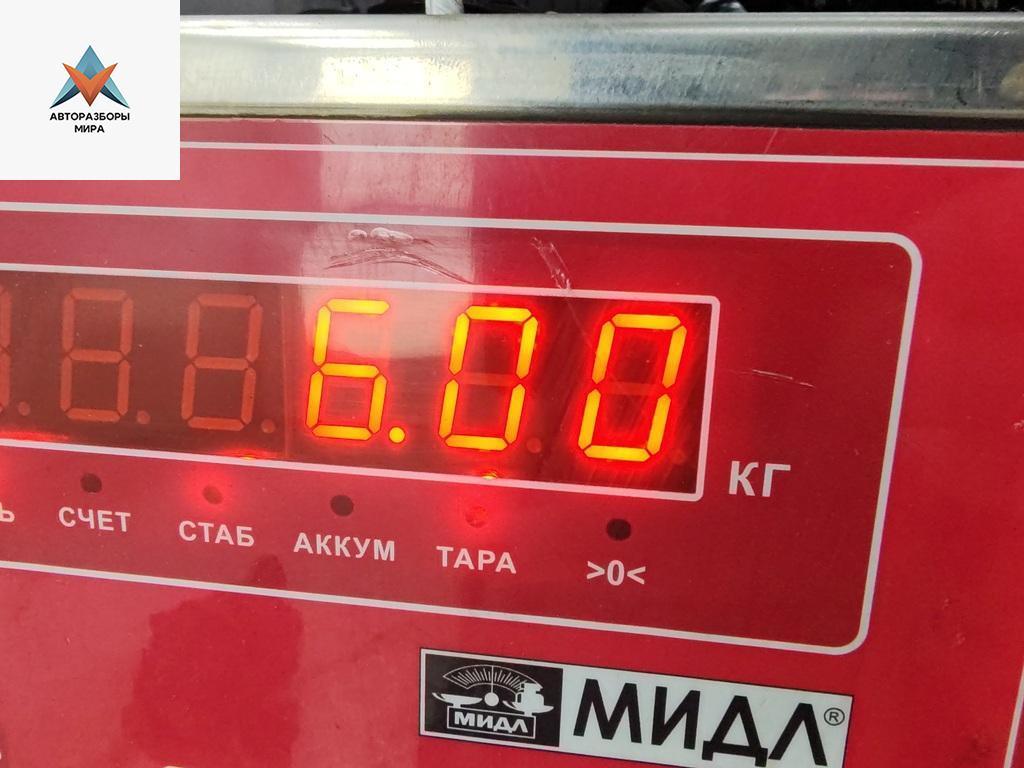 АВТОРАЗБОРЫ
МИРА
6.00
КГ
Ь СЧЕТ СТАБ АККУМ ТАРА >0<
МИДЛ МИДЛ®